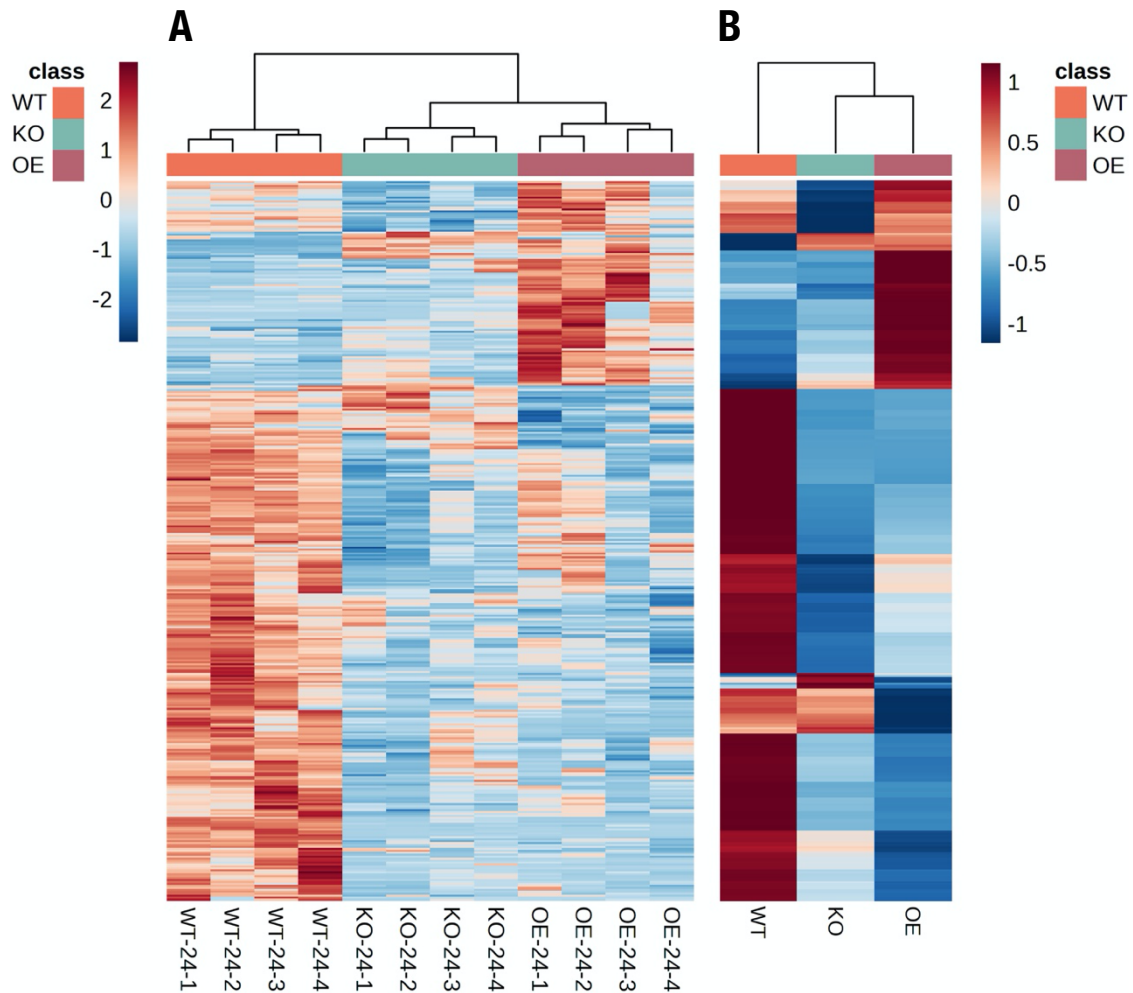 A
B
class
WT
KO
OE
2
1
0
-1
-2
1
0.5
0
-0.5
-1
class
WT
KO
OE
WT-24-1
WT-24-2
WT-24-3
WT-24-4
KO-24-1
KO-24-2
KO-24-3
KO-24-4
OE-24-1
OE-24-2
OE-24-3
OE-24-4
WT
KO
OE